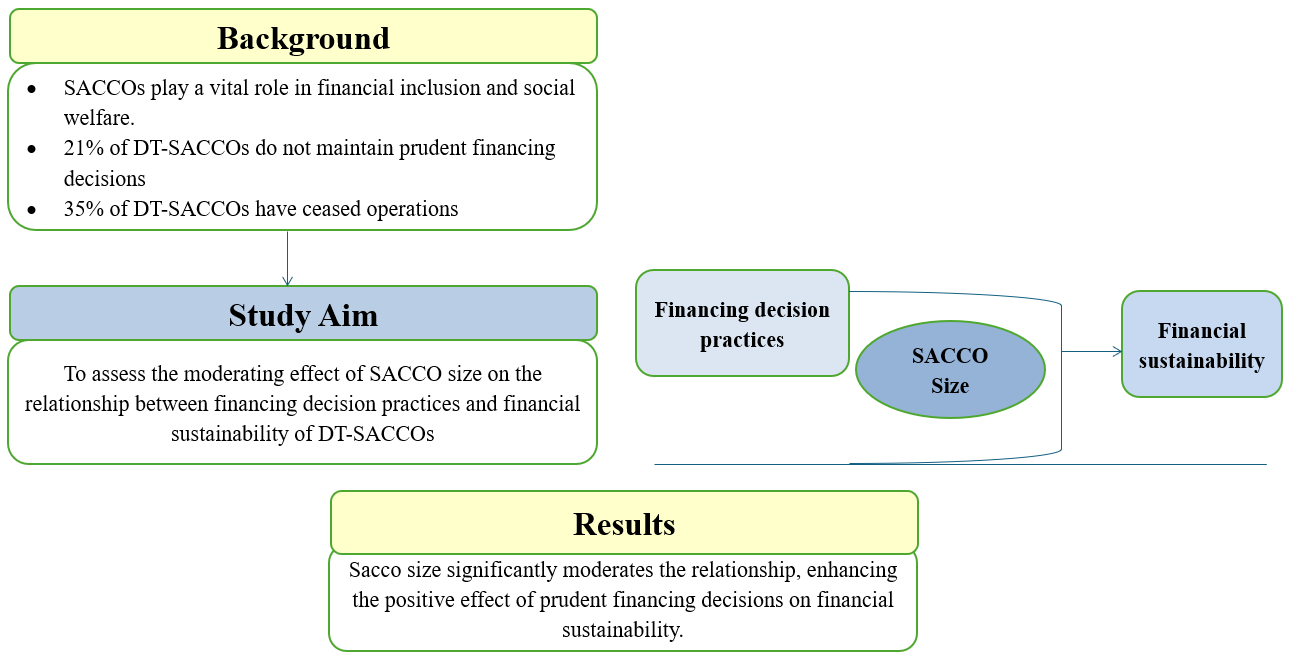 Background
• SACCOs play a vital role in financial inclusion and social
welfare.
• 21% of DT-SACCOs do not maintain prudent financing
decisions
• 35% of DT-SACCOs have ceased operations
Study Aim
To assess the moderating effect of SACCO size on the
relationship between financing decision practices and financial
sustainability of DT-SACCOs
Financing decision
practices
SACCO
Size
Financial
sustainability
Results
Sacco size significantly moderates the relationship, enhancing
the positive effect of prudent financing decisions on financial
sustainability.